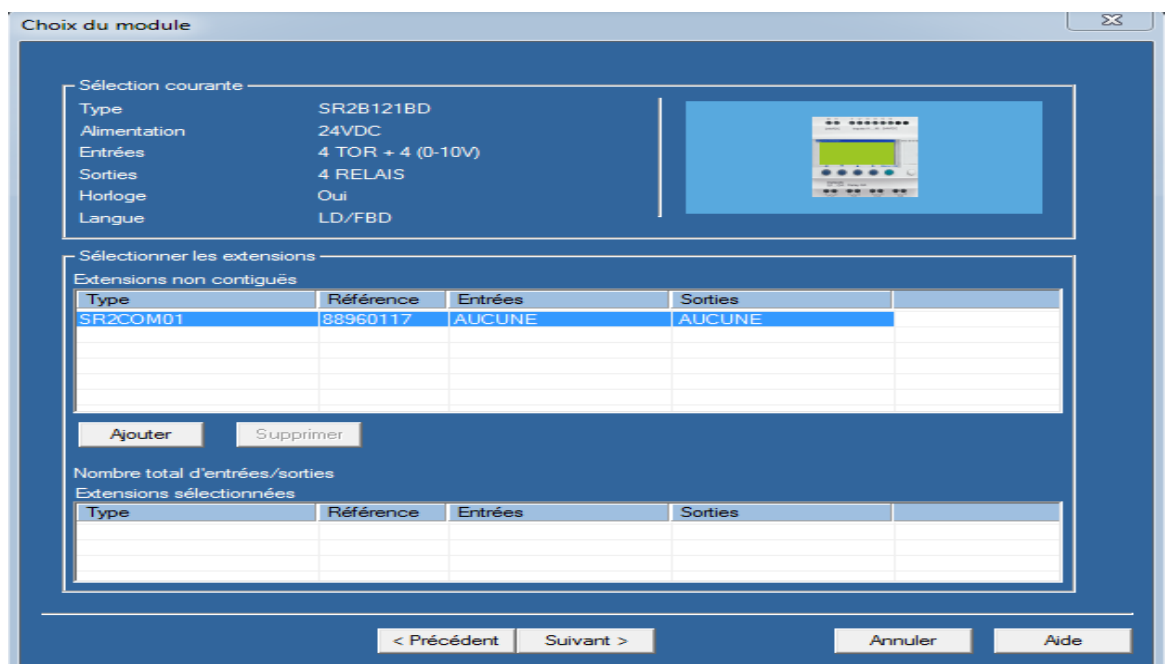 Choix du module
Sélection courante
Type SR2B121BD
Alimentation 24VDC
Entrées 4 TOR + 4 (0-10V)
Sorties 4 RELAIS
Horloge Oui
Langue LD/FBD
Sélectionner les extensions
Extensions non contiguës
Type Référence Entrées Sorties
SR2COM01 88960117 AUCUNE AUCUNE
Ajouter Supprimer
Nombre total d'entrées/sorties
Extensions sélectionnées
Type Référence Entrées Sorties
< Précédent Suivant > Annuler Aide